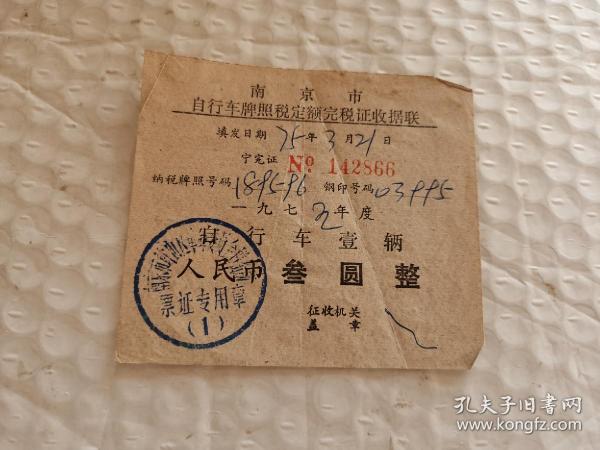 南京市
自行车牌照税定额完税证收据联
填发日期 75年3月21日
宁完证 № 142866
纳税牌照号码 189596 钢印号码 03995
一九七五年度
自行车壹辆
人民币叁圆整
票证专用章
(1)
征收机关
盖章
孔夫子旧书网
www.kongfz.com